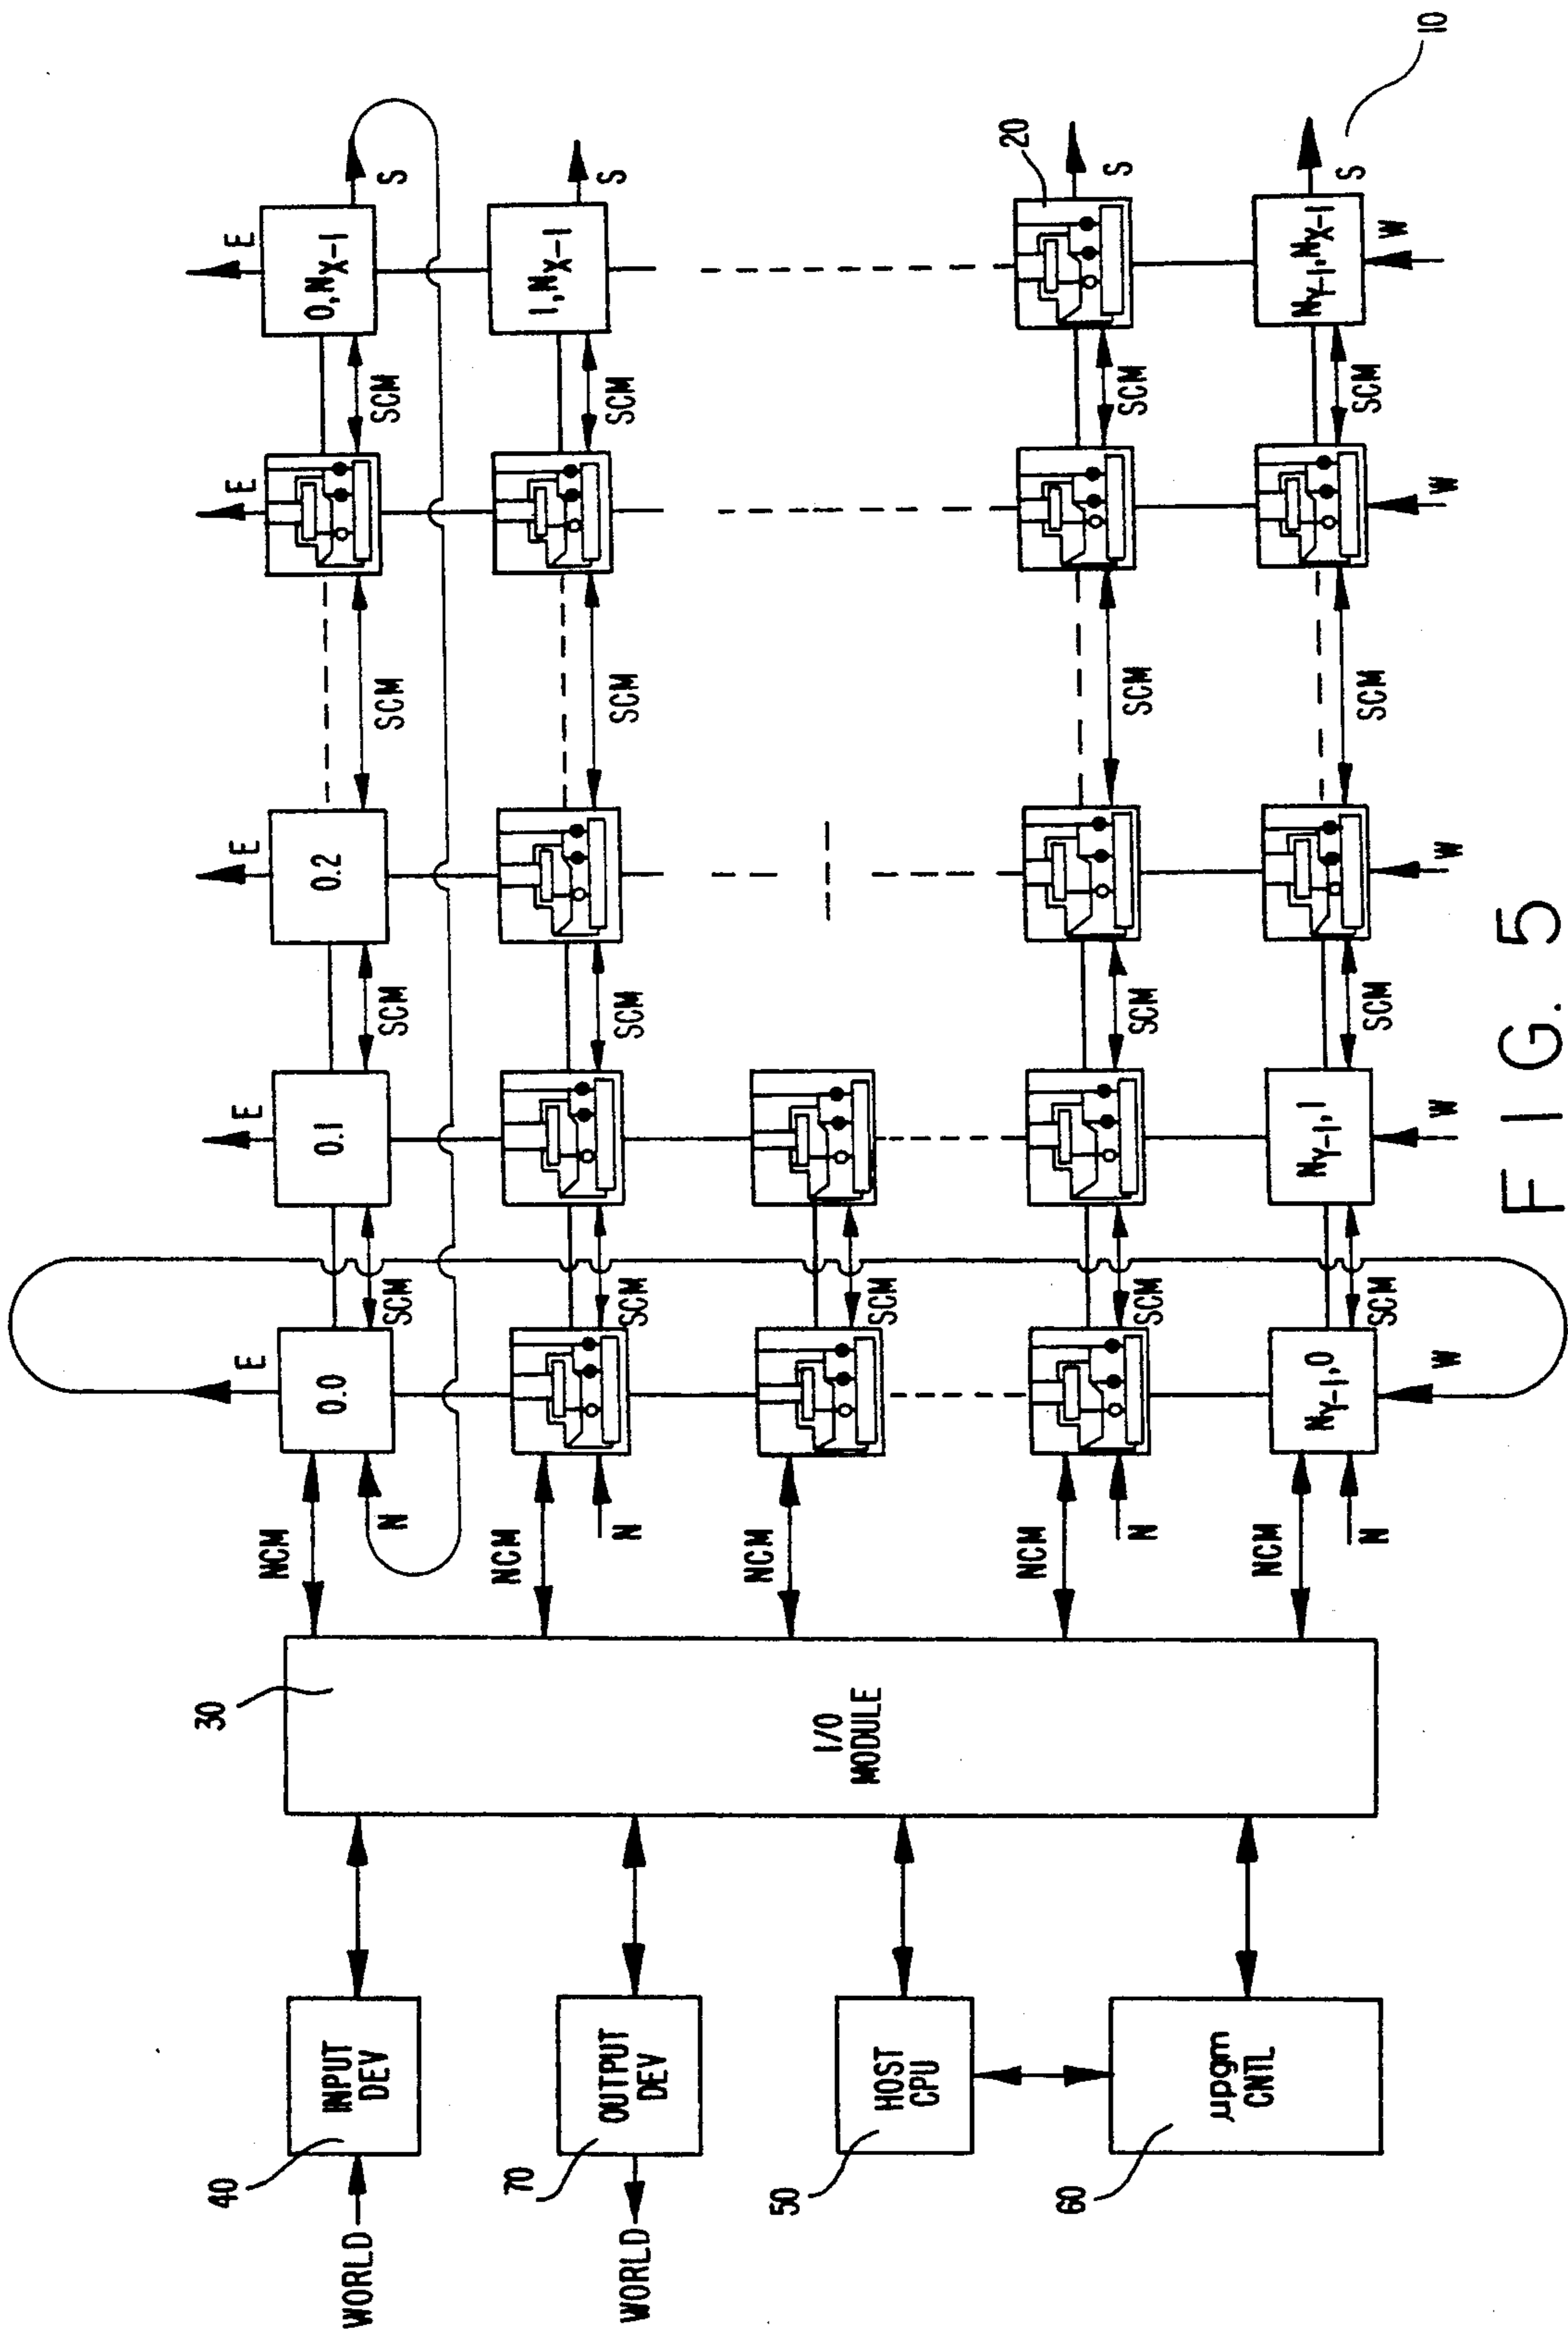 40
30
E
E
E
E
E
WORLD
INPUT
DEV
NCM
0.0
0.1
0.2
0,NX-1
N
SCM
SCM
SCM
SCM
S
70
WORLD
OUTPUT
DEV
NCM
1,NX-1
N
SCM
SCM
SCM
SCM
S
50
HOST
CPU
I/O
MODULE
NCM
SCM
20
60
μpgm
CNTL
NCM
N
SCM
SCM
SCM
SCM
S
NCM
NY-1,0
NY-1,1
NY-1,NX-1
N
SCM
SCM
SCM
SCM
S
W
W
W
W
W
10
FIG. 5